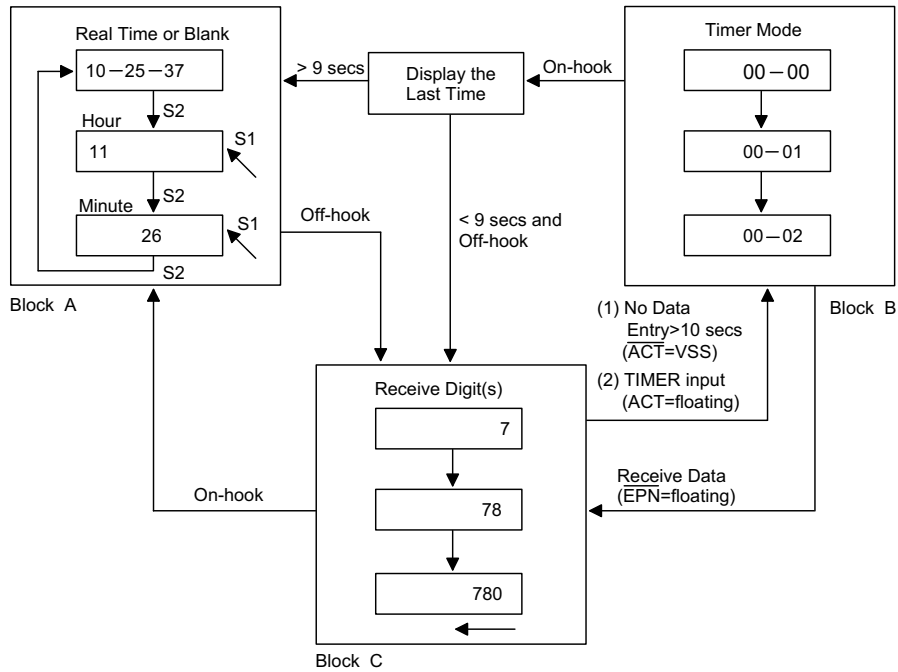 Real Time or Blank
10–25–37
S2
Hour
11
S1
S2
Minute
26
S1
S2
Block A
> 9 secs
Display the
Last Time
On-hook
Timer Mode
00–00
00–01
00–02
Block B
Off-hook
< 9 secs and
Off-hook
(1) No Data
Entry>10 secs
(ACT=VSS)
(2) TIMER input
(ACT=floating)
Receive Data
(EPN=floating)
On-hook
Receive Digit(s)
7
78
780
Block C